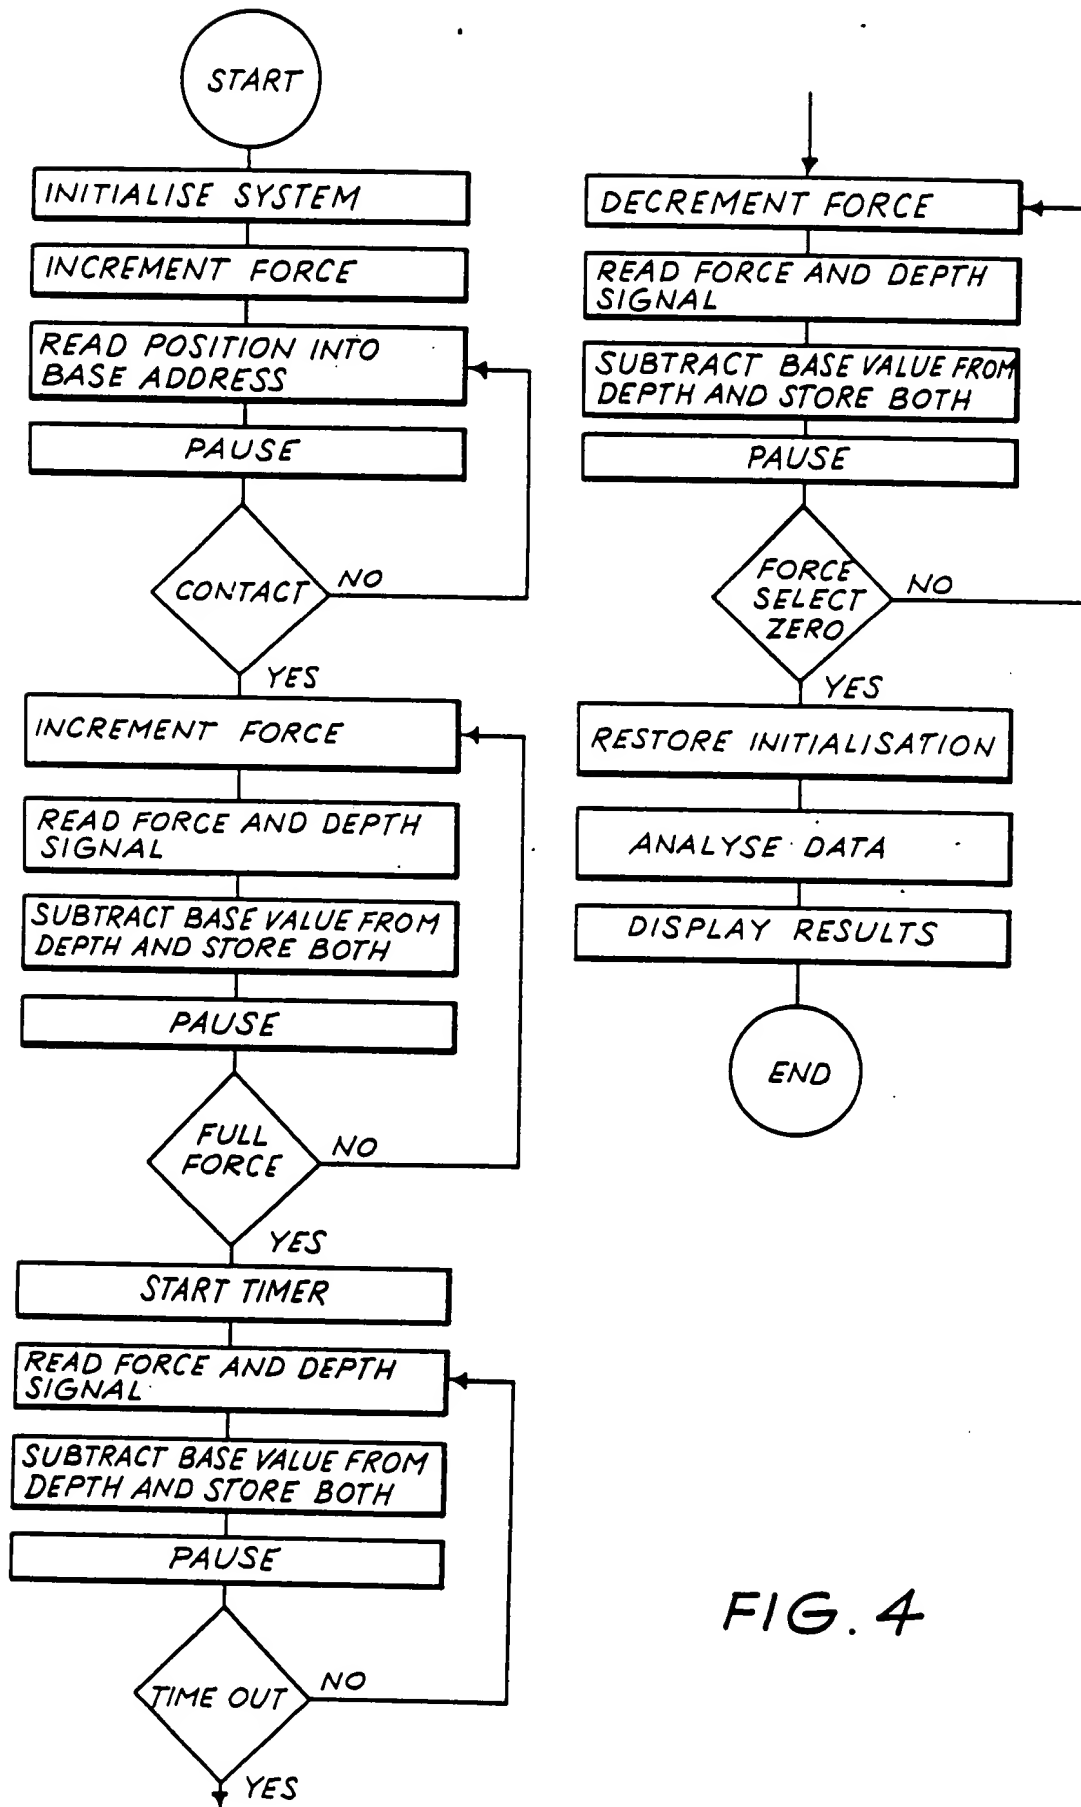 START
INITIALISE SYSTEM
INCREMENT FORCE
READ POSITION INTO
BASE ADDRESS
PAUSE
CONTACT
NO
YES
INCREMENT FORCE
READ FORCE AND DEPTH
SIGNAL
SUBTRACT BASE VALUE FROM
DEPTH AND STORE BOTH
PAUSE
FULL
FORCE
NO
YES
START TIMER
READ FORCE AND DEPTH
SIGNAL
SUBTRACT BASE VALUE FROM
DEPTH AND STORE BOTH
PAUSE
TIME OUT
NO
YES
DECREMENT FORCE
READ FORCE AND DEPTH
SIGNAL
SUBTRACT BASE VALUE FROM
DEPTH AND STORE BOTH
PAUSE
FORCE
SELECT
ZERO
NO
YES
RESTORE INITIALISATION
ANALYSE DATA
DISPLAY RESULTS
END
FIG. 4